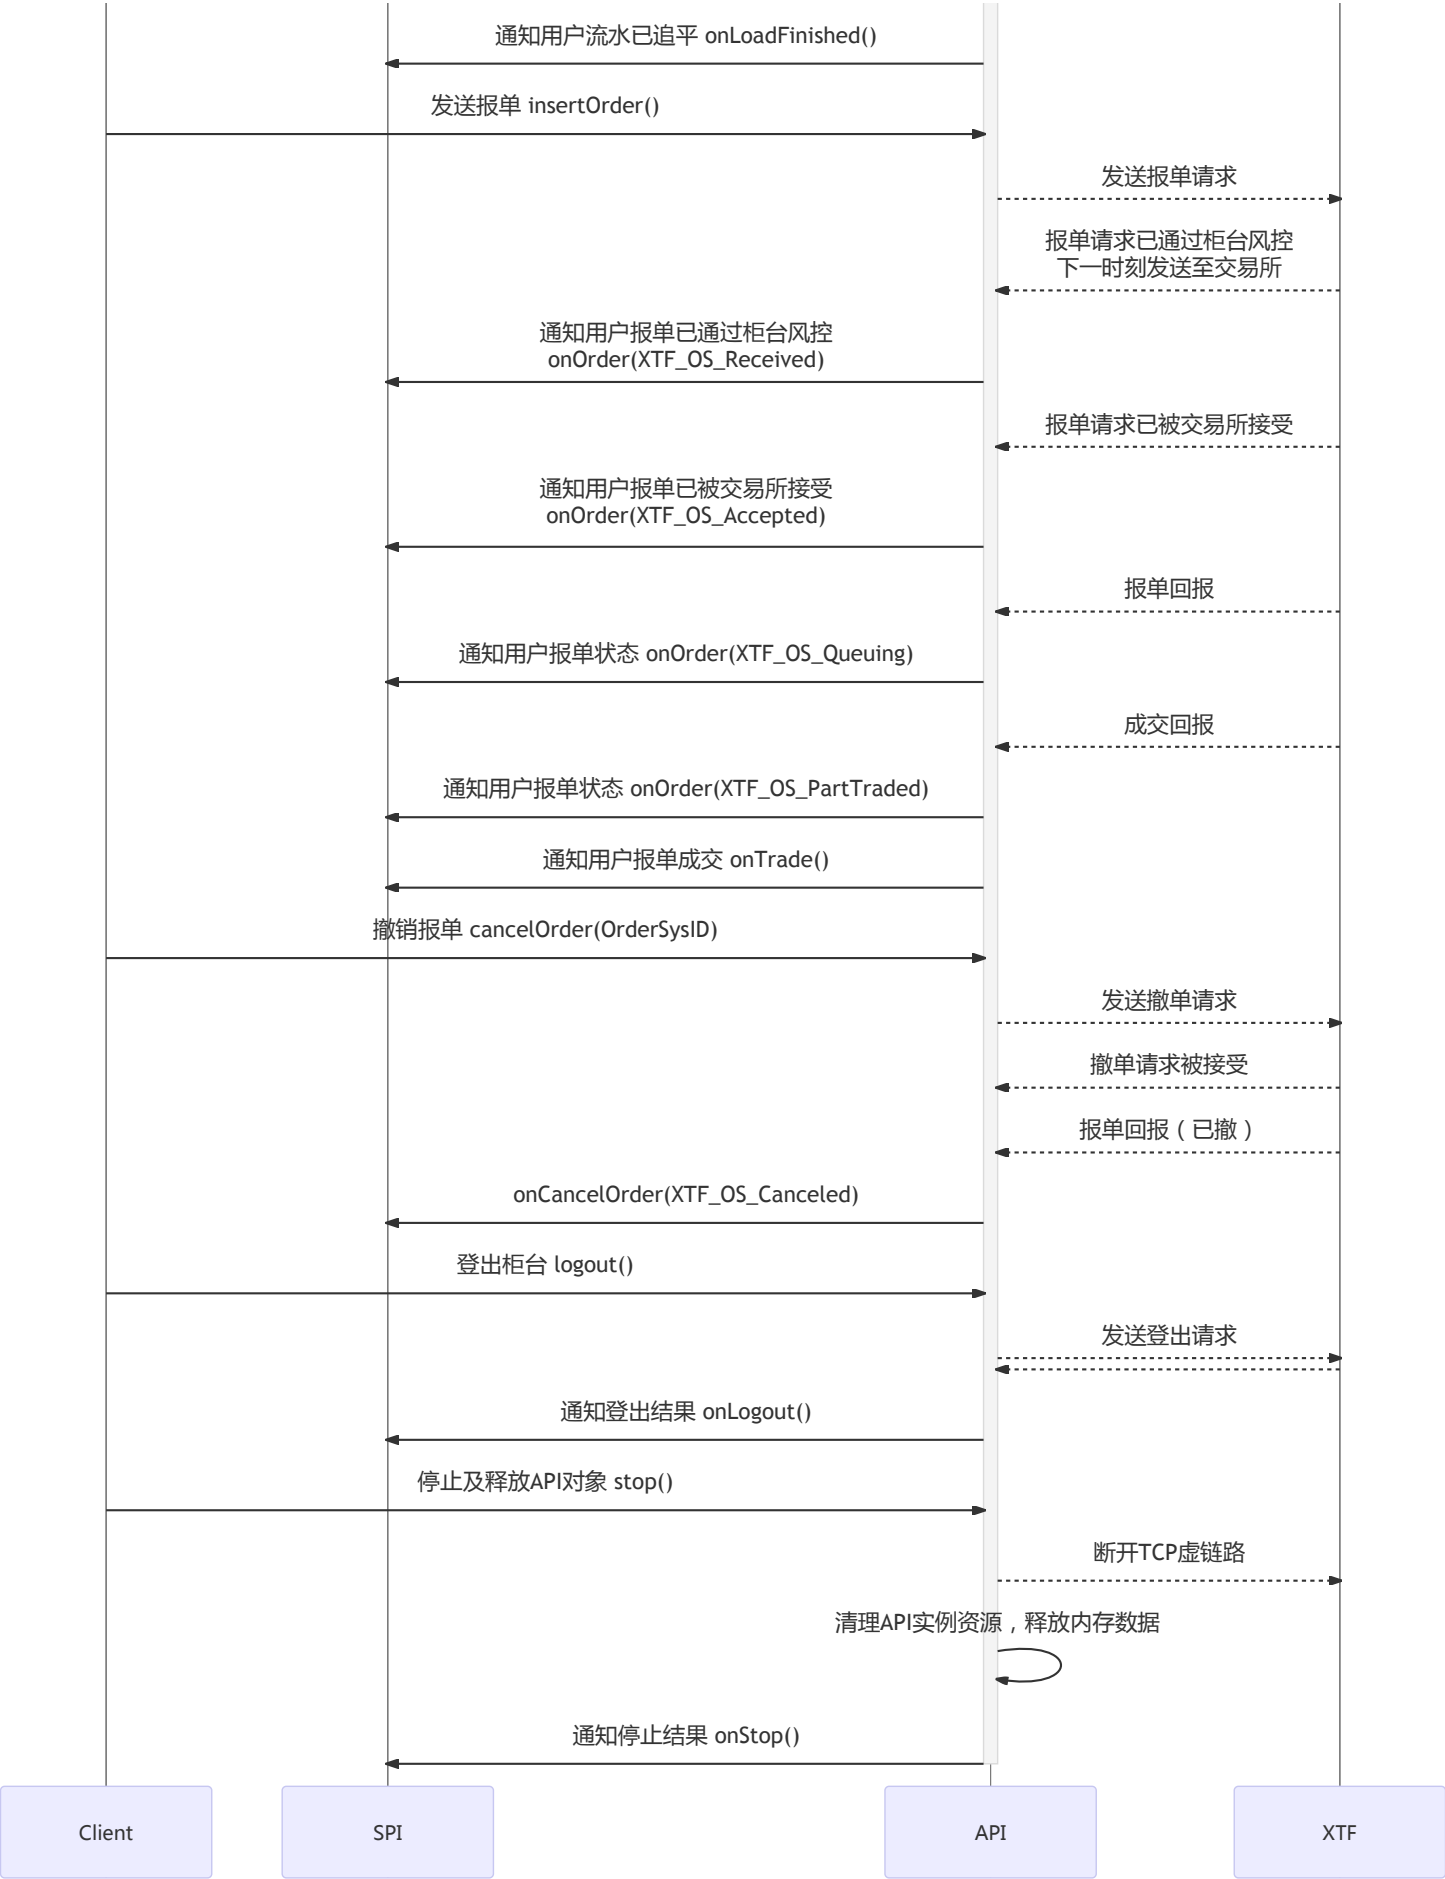 通知用户流水已追平 onLoadFinished()
发送报单 insertOrder()
发送报单请求
报单请求已通过柜台风控
下一时刻发送至交易所
通知用户报单已通过柜台风控
onOrder(XTF_OS_Received)
报单请求已被交易所接受
通知用户报单已被交易所接受
onOrder(XTF_OS_Accepted)
报单回报
通知用户报单状态 onOrder(XTF_OS_Queuing)
成交回报
通知用户报单状态 onOrder(XTF_OS_PartTraded)
通知用户报单成交 onTrade()
撤销报单 cancelOrder(OrderSysID)
发送撤单请求
撤单请求被接受
报单回报（已撤）
onCancelOrder(XTF_OS_Canceled)
登出柜台 logout()
发送登出请求
通知登出结果 onLogout()
停止及释放API对象 stop()
断开TCP虚链路
清理API实例资源，释放内存数据
通知停止结果 onStop()
Client
SPI
API
XTF